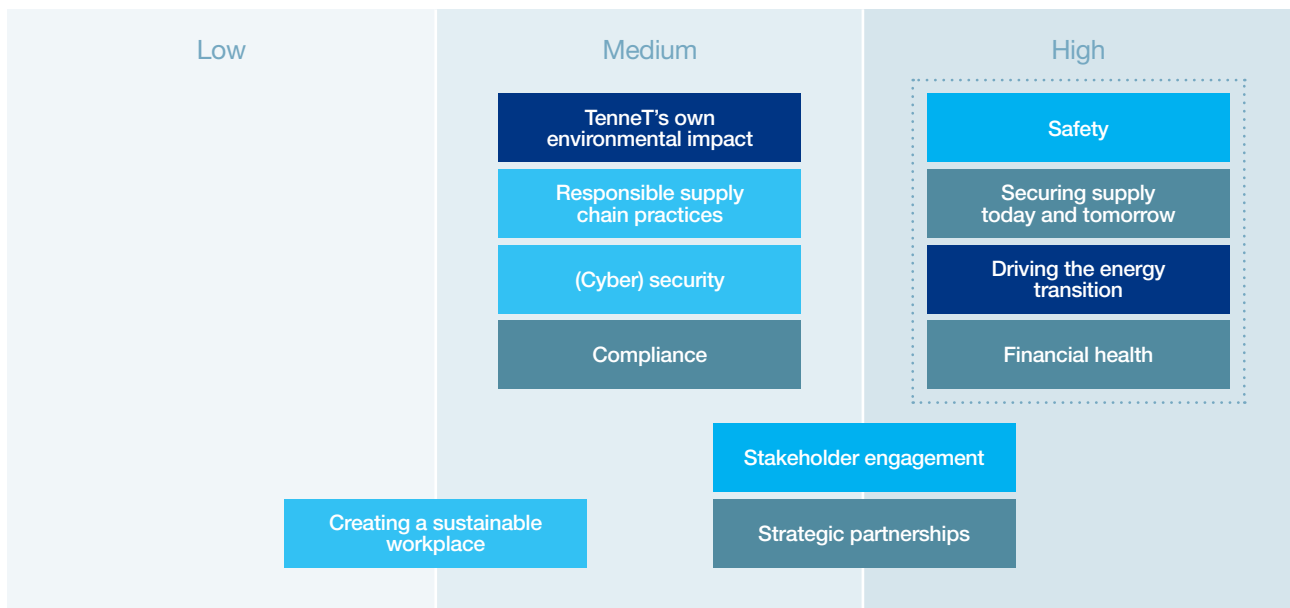 Low
Medium
High
TenneT’s own
environmental impact
Responsible supply
chain practices
(Cyber) security
Compliance
Safety
Securing supply
today and tomorrow
Driving the energy
transition
Financial health
Stakeholder engagement
Creating a sustainable
workplace
Strategic partnerships